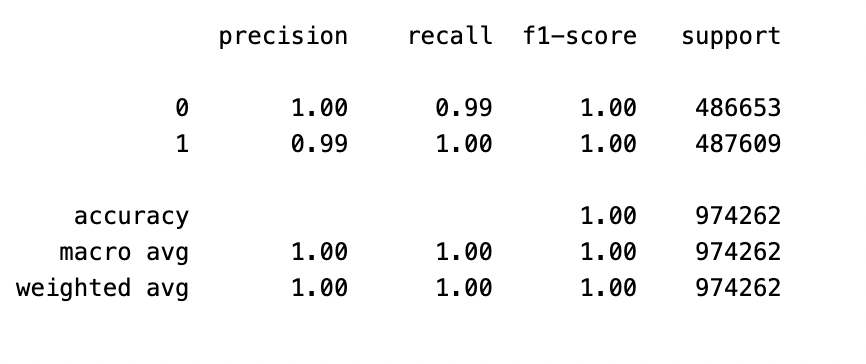 precision recall f1-score support
0 1.00 0.99 1.00 486653
1 0.99 1.00 1.00 487609
accuracy 1.00 974262
macro avg 1.00 1.00 1.00 974262
weighted avg 1.00 1.00 1.00 974262